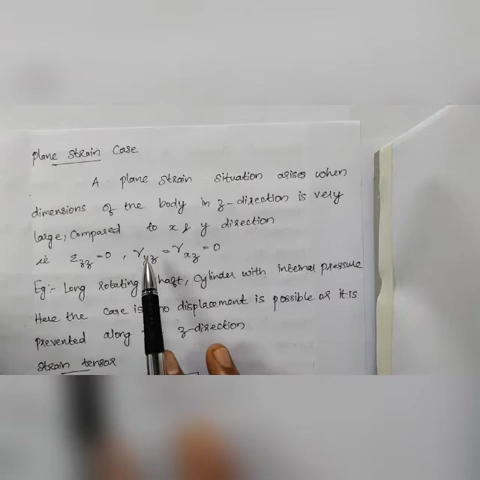 Plane Strain Case
A plane strain situation arises when
dimensions of the body in z-direction is very
large, compared to x & y direction
ie εzz = 0, γyz = γxz = 0
Eg:- Long rotating shaft, cylinder with internal pressure
Here the case is no displacement is possible as it is
prevented along z-direction
Strain tensor